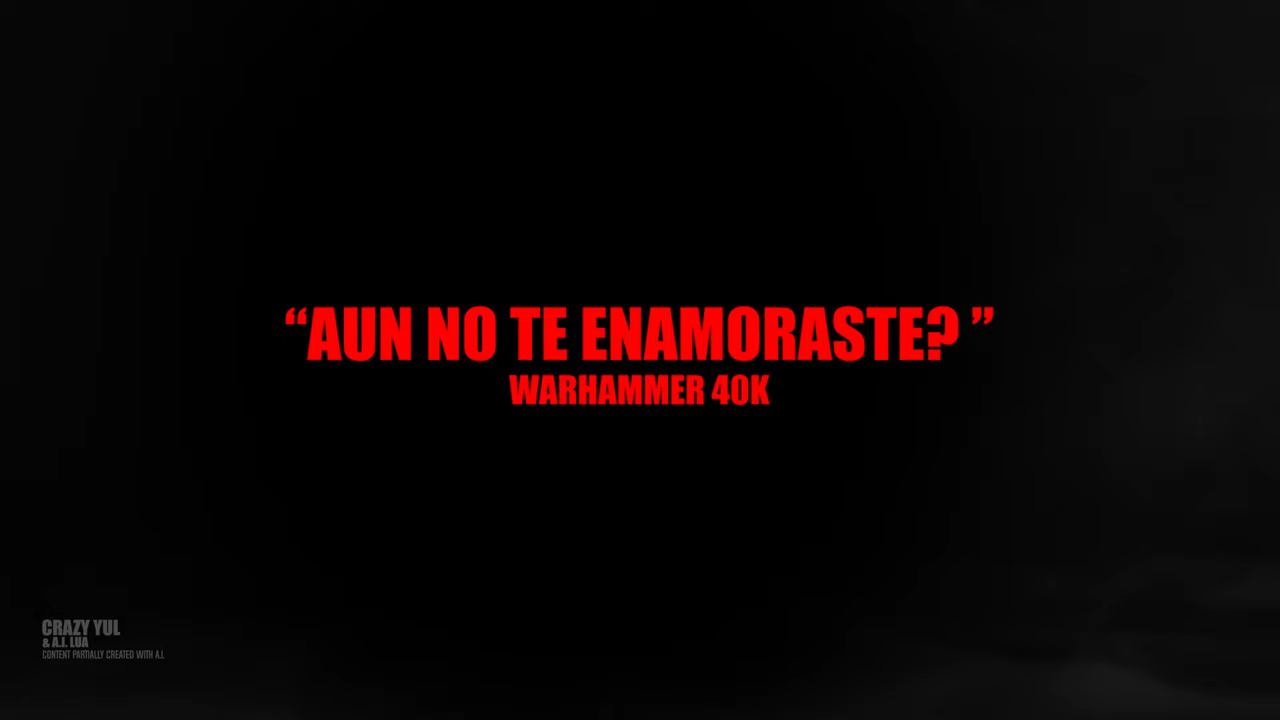 “AUN NO TE ENAMORASTE? ”
WARHAMMER 40K
CRAZY YUL
& A.I. LUA
CONTENT PARTIALLY CREATED WITH A.I.